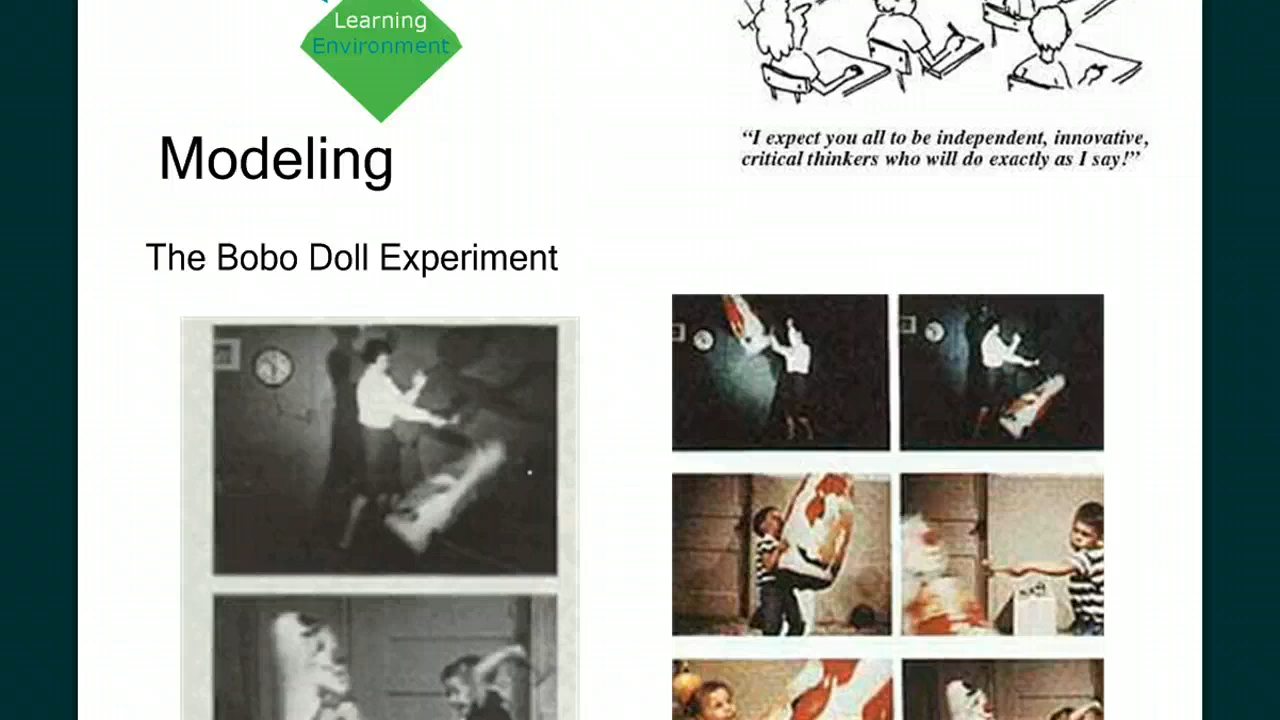 Learning
Environment
“I expect you all to be independent, innovative,
critical thinkers who will do exactly as I say!”
Modeling
The Bobo Doll Experiment